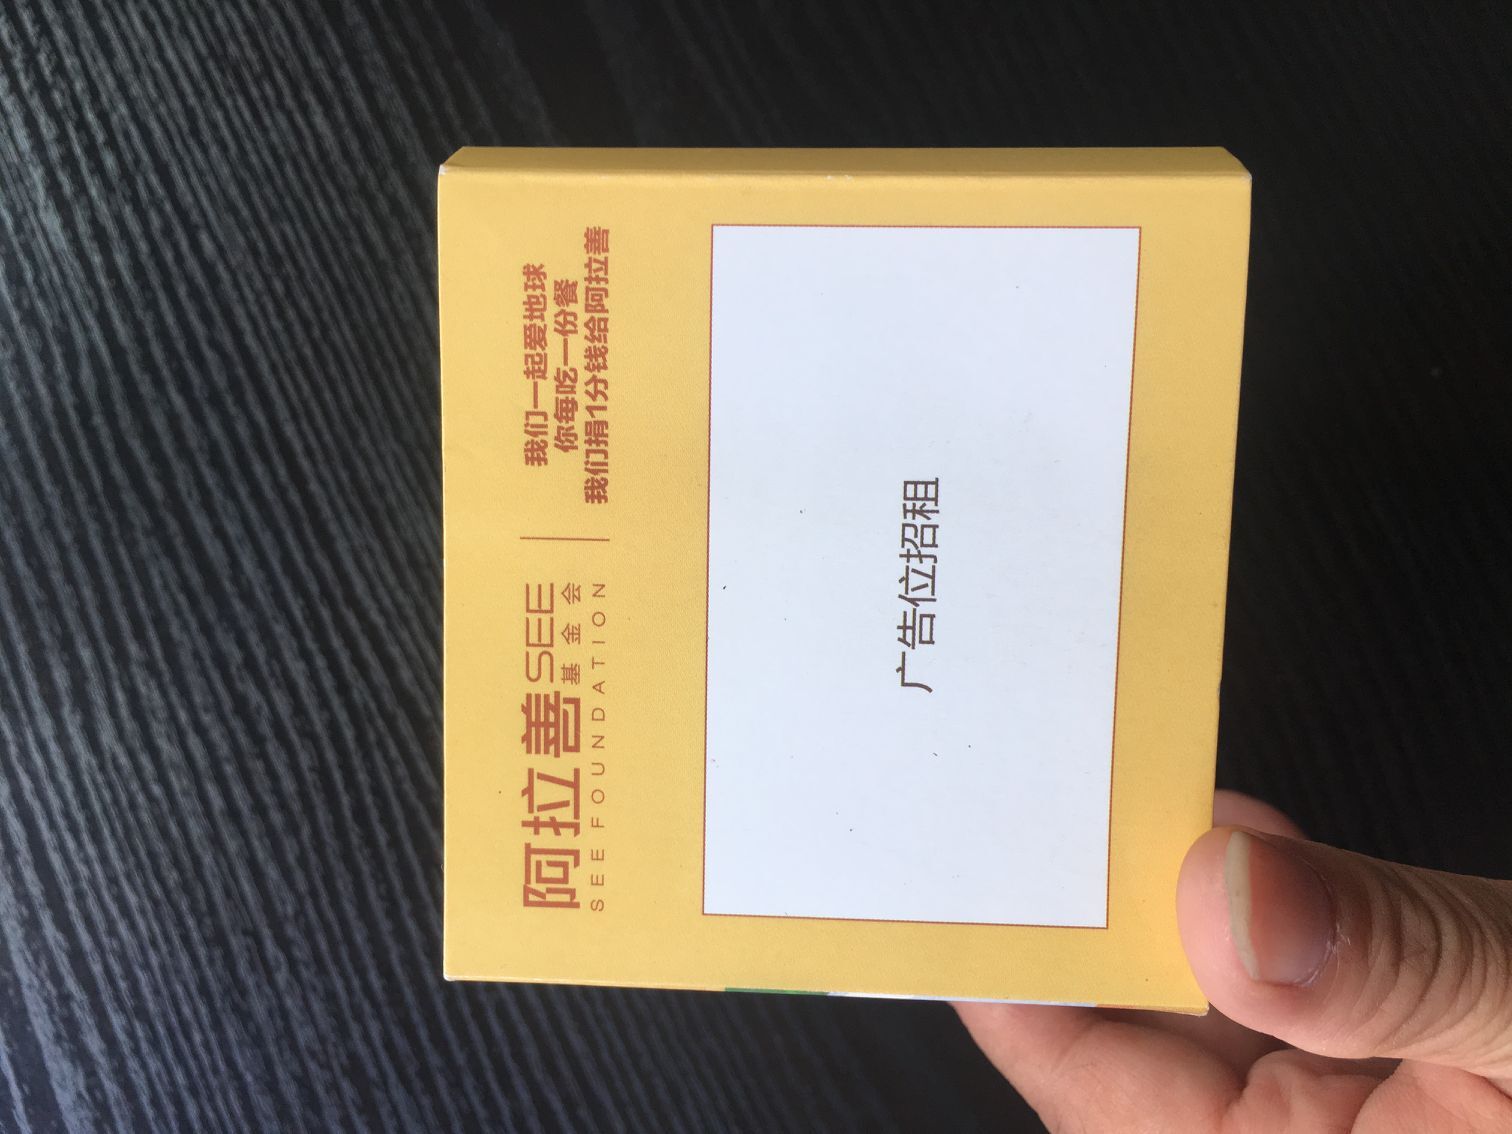 阿拉善SEE
基金会
SEE FOUNDATION
我们一起爱地球
你每吃一份餐
我们捐1分钱给阿拉善
广告位招租